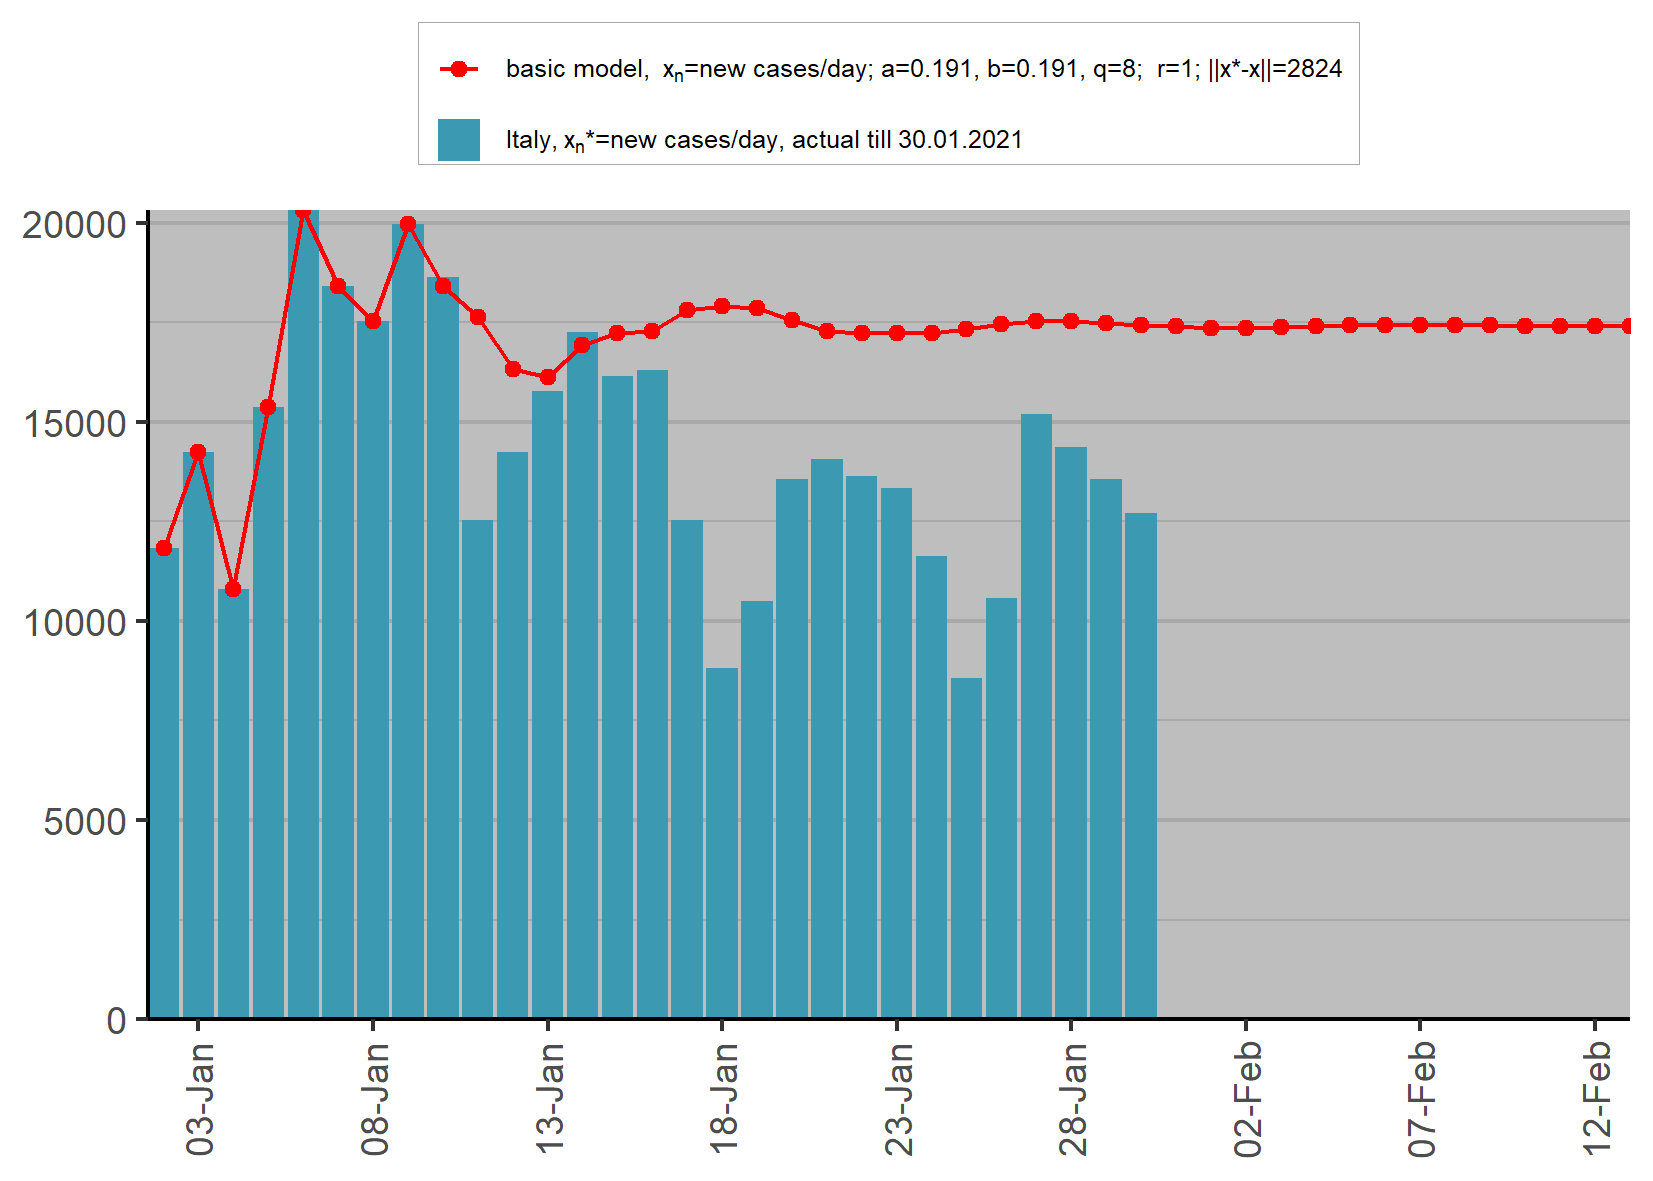 basic model,  xₙ=new cases/day; a=0.191, b=0.191, q=8;  r=1; ||x*-x||=2824
Italy, xₙ*=new cases/day, actual till 30.01.2021
20000
15000
10000
5000
0
03-Jan
08-Jan
13-Jan
18-Jan
23-Jan
28-Jan
02-Feb
07-Feb
12-Feb